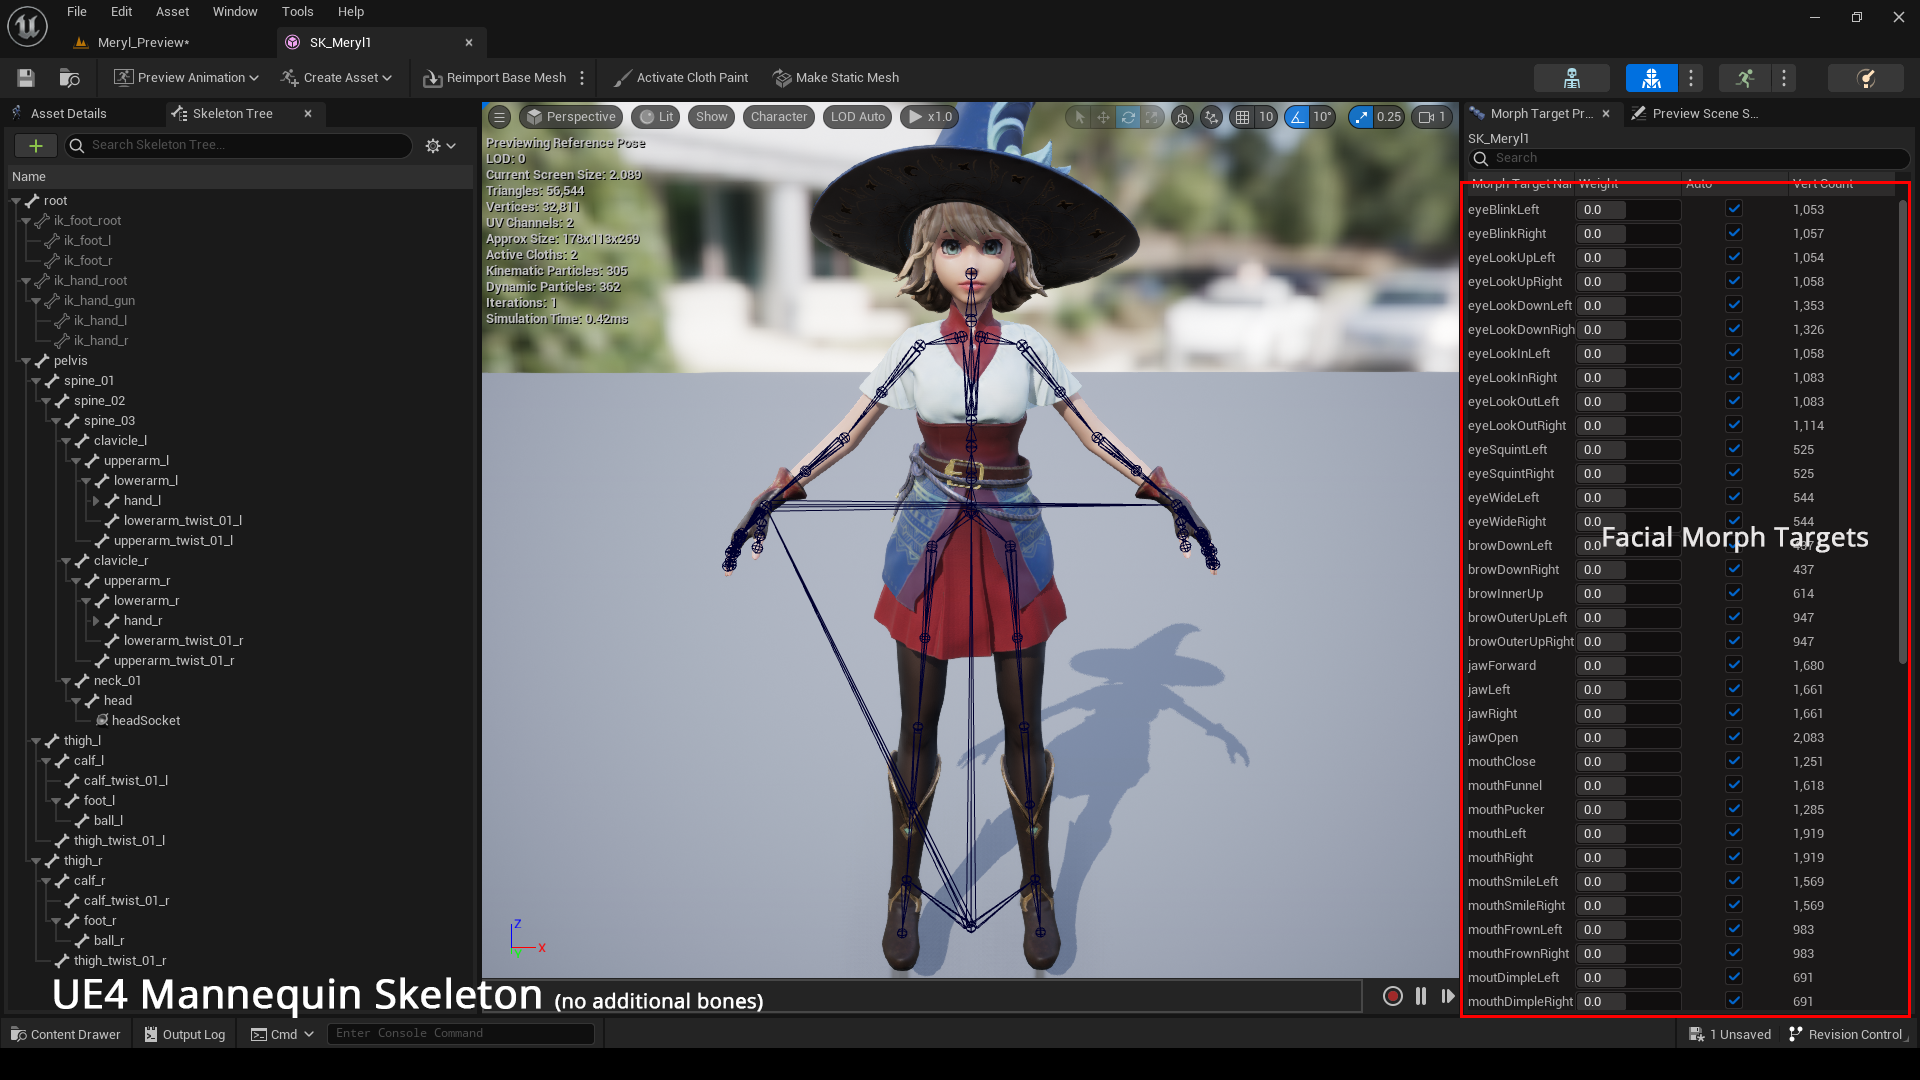 File Edit Asset Window Tools Help
Meryl_Preview*
SK_Meryl1
Preview Animation
Create Asset
Reimport Base Mesh
Activate Cloth Paint
Make Static Mesh
Asset Details
Skeleton Tree
Search Skeleton Tree...
Name
root
ik_foot_root
ik_foot_l
ik_foot_r
ik_hand_root
ik_hand_gun
ik_hand_l
ik_hand_r
pelvis
spine_01
spine_02
spine_03
clavicle_l
upperarm_l
lowerarm_l
hand_l
lowerarm_twist_01_l
upperarm_twist_01_l
clavicle_r
upperarm_r
lowerarm_r
hand_r
lowerarm_twist_01_r
upperarm_twist_01_r
neck_01
head
headSocket
thigh_l
calf_l
calf_twist_01_l
foot_l
ball_l
thigh_twist_01_l
thigh_r
calf_r
calf_twist_01_r
foot_r
ball_r
thigh_twist_01_r
UE4 Mannequin Skeleton (no additional bones)
Perspective Lit Show Character LOD Auto x1.0 10 10° 0.25 1
Previewing Reference Pose
LOD: 0
Current Screen Size: 2.089
Triangles: 56,544
Vertices: 32,811
UV Channels: 2
Approx Size: 178x113x269
Active Cloths: 2
Kinematic Particles: 305
Dynamic Particles: 362
Iterations: 1
Simulation Time: 0.42ms
Z
X
Y
Morph Target Pr...
Preview Scene S...
SK_Meryl1
Search
Morph Target Nar Weight Auto Vert Count
eyeBlinkLeft 0.0 1,053
eyeBlinkRight 0.0 1,057
eyeLookUpLeft 0.0 1,054
eyeLookUpRight 0.0 1,058
eyeLookDownLeft 0.0 1,353
eyeLookDownRigh 0.0 1,326
eyeLookInLeft 0.0 1,058
eyeLookInRight 0.0 1,083
eyeLookOutLeft 0.0 1,083
eyeLookOutRight 0.0 1,114
eyeSquintLeft 0.0 525
eyeSquintRight 0.0 525
eyeWideLeft 0.0 544
eyeWideRight 0.0 544
Facial Morph Targets
browDownLeft 0.0
browDownRight 0.0 437
browInnerUp 0.0 614
browOuterUpLeft 0.0 947
browOuterUpRight 0.0 947
jawForward 0.0 1,680
jawLeft 0.0 1,661
jawRight 0.0 1,661
jawOpen 0.0 2,083
mouthClose 0.0 1,251
mouthFunnel 0.0 1,618
mouthPucker 0.0 1,285
mouthLeft 0.0 1,919
mouthRight 0.0 1,919
mouthSmileLeft 0.0 1,569
mouthSmileRight 0.0 1,569
mouthFrownLeft 0.0 983
mouthFrownRight 0.0 983
moutDimpleLeft 0.0 691
mouthDimpleRight 0.0 691
Content Drawer
Output Log
Cmd
Enter Console Command
1 Unsaved
Revision Control